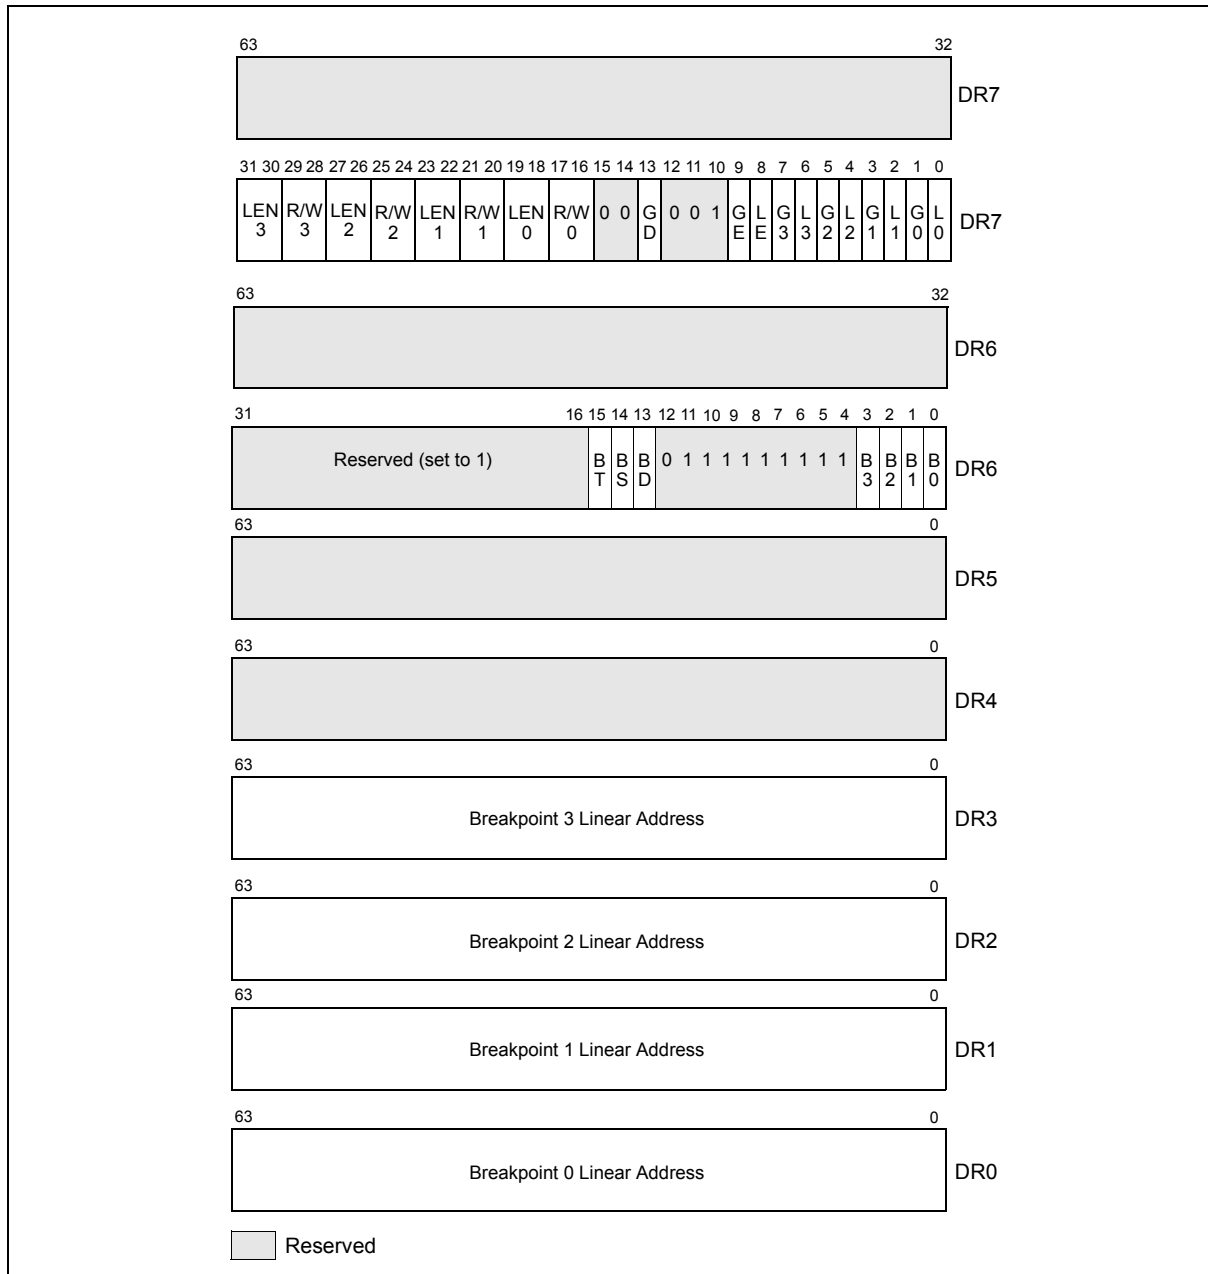 63 32
DR7
31 30 29 28 27 26 25 24 23 22 21 20 19 18 17 16 15 14 13 12 11 10 9 8 7 6 5 4 3 2 1 0
LEN 3 R/W 3 LEN 2 R/W 2 LEN 1 R/W 1 LEN 0 R/W 0 0 0 G D 0 0 1 G E L E G 3 L 3 G 2 L 2 G 1 L 1 G 0 L 0 DR7
63 32
DR6
31 16 15 14 13 12 11 10 9 8 7 6 5 4 3 2 1 0
Reserved (set to 1) B T B S B D 0 1 1 1 1 1 1 1 1 B 3 B 2 B 1 B 0 DR6
63 0
DR5
63 0
DR4
63 0
Breakpoint 3 Linear Address DR3
63 0
Breakpoint 2 Linear Address DR2
63 0
Breakpoint 1 Linear Address DR1
63 0
Breakpoint 0 Linear Address DR0
Reserved